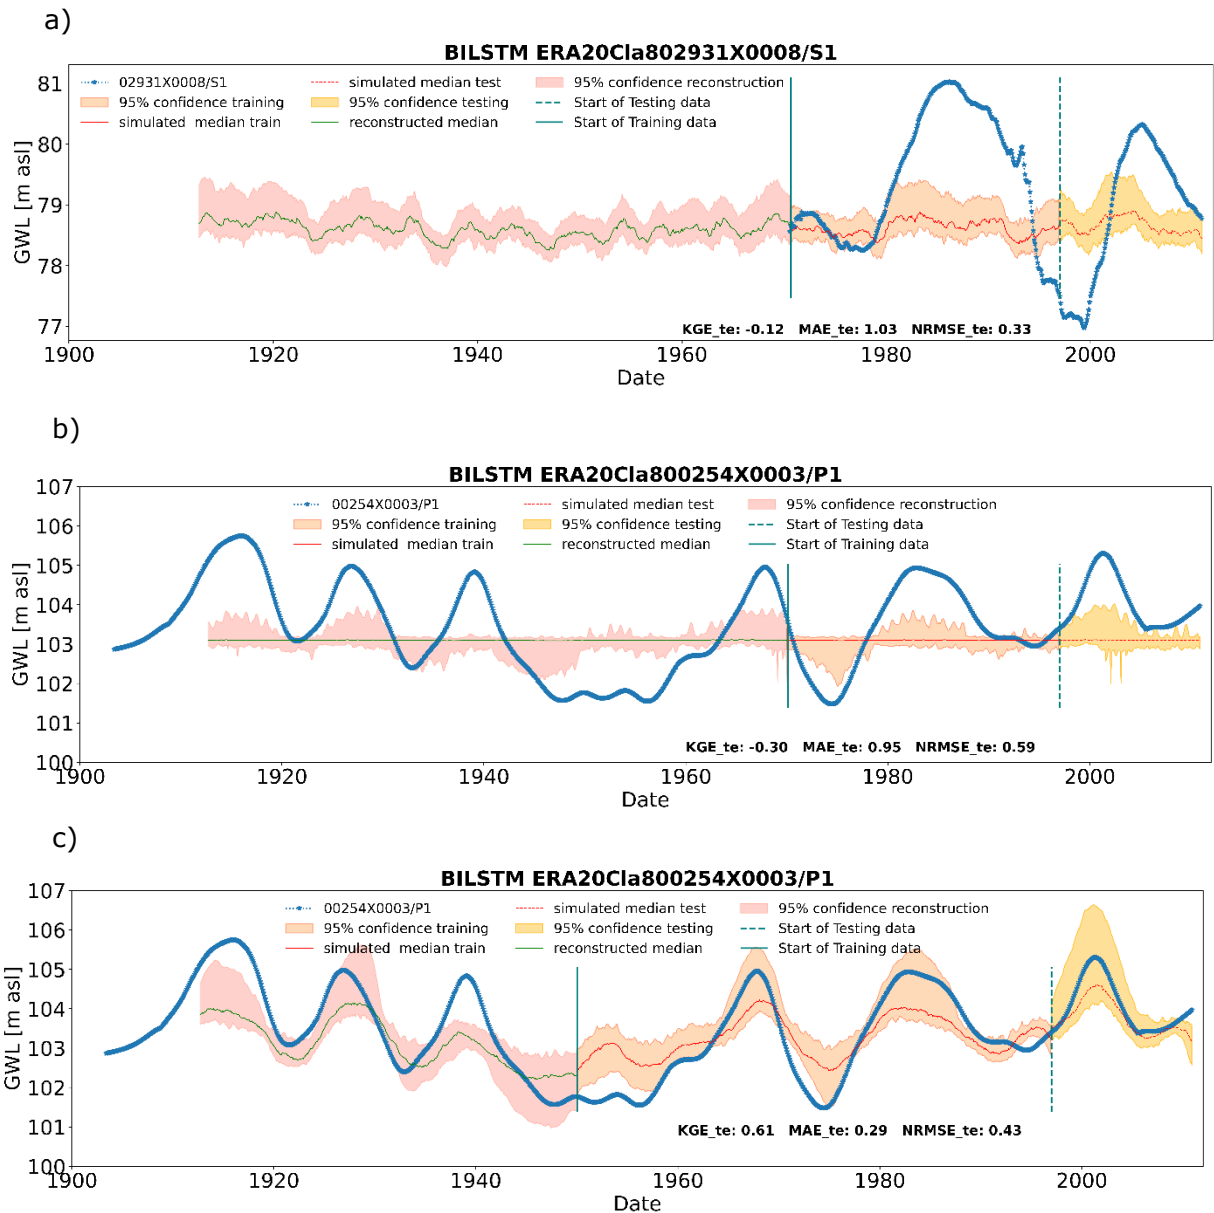 a)
BILSTM ERA20Cla802931X0008/S1
02931X0008/S1 simulated median test 95% confidence reconstruction
95% confidence training 95% confidence testing Start of Testing data
simulated  median train reconstructed median Start of Training data
81
80
79
78
77
GWL [m asl]
KGE_te: -0.12 MAE_te: 1.03 NRMSE_te: 0.33
1900 1920 1940 1960 1980 2000
Date
b)
BILSTM ERA20Cla800254X0003/P1
00254X0003/P1 simulated median test 95% confidence reconstruction
95% confidence training 95% confidence testing Start of Testing data
simulated  median train reconstructed median Start of Training data
107
106
105
104
103
102
101
100
GWL [m asl]
KGE_te: -0.30 MAE_te: 0.95 NRMSE_te: 0.59
1900 1920 1940 1960 1980 2000
Date
c)
BILSTM ERA20Cla800254X0003/P1
00254X0003/P1 simulated median test 95% confidence reconstruction
95% confidence training 95% confidence testing Start of Testing data
simulated  median train reconstructed median Start of Training data
107
106
105
104
103
102
101
100
GWL [m asl]
KGE_te: 0.61 MAE_te: 0.29 NRMSE_te: 0.43
1900 1920 1940 1960 1980 2000
Date